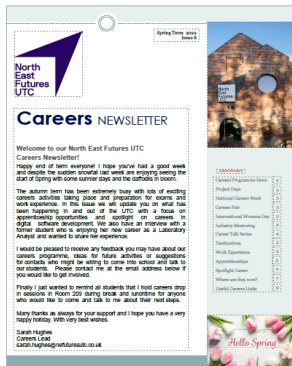 Spring Term 2022
Issue 8
North
East
Futures
UTC
Careers NEWSLETTER
Welcome to our North East Futures UTC
Careers Newsletter!
Happy end of term everyone! I hope you've had a good week
and despite the sudden snowfall last week are enjoying seeing the
start of Spring with some sunnier days and the daffodils in bloom.
The autumn term has been extremely busy with lots of exciting
careers activities taking place and preparation for exams and
work experience. In this issue we will update you on what has
been happening in and out of the UTC with a focus on
apprenticeship opportunities and spotlight on careers in
digital software development. We also have an interview with a
former student who is enjoying her new career as a Laboratory
Analyst and wanted to share her experience.
I would be pleased to receive any feedback you may have about our
careers programme, ideas for future activities or suggestions
for contacts who might be willing to come into school and talk to
our students. Please contact me at the email address below if
you would like to get involved.
Finally I just wanted to remind all students that I hold careers drop
in sessions in Room 209 during break and lunchtime for anyone
who would like to come and talk to me about their next steps.
Many thanks as always for your support and I hope you have a very
happy holiday. With very best wishes.
Sarah Hughes
Careers Lead
sarah.hughes@nefuturesutc.co.uk
North
East
Futures
UTC
Careers Programme News
Project Days
National Careers Week
Careers Fair
International Womens Day
Industry Mentoring
Career Talk Series
Destinations
Work Experience
Apprenticeships
Spotlight Career
Where are they now?
Useful Careers Links
Hello Spring